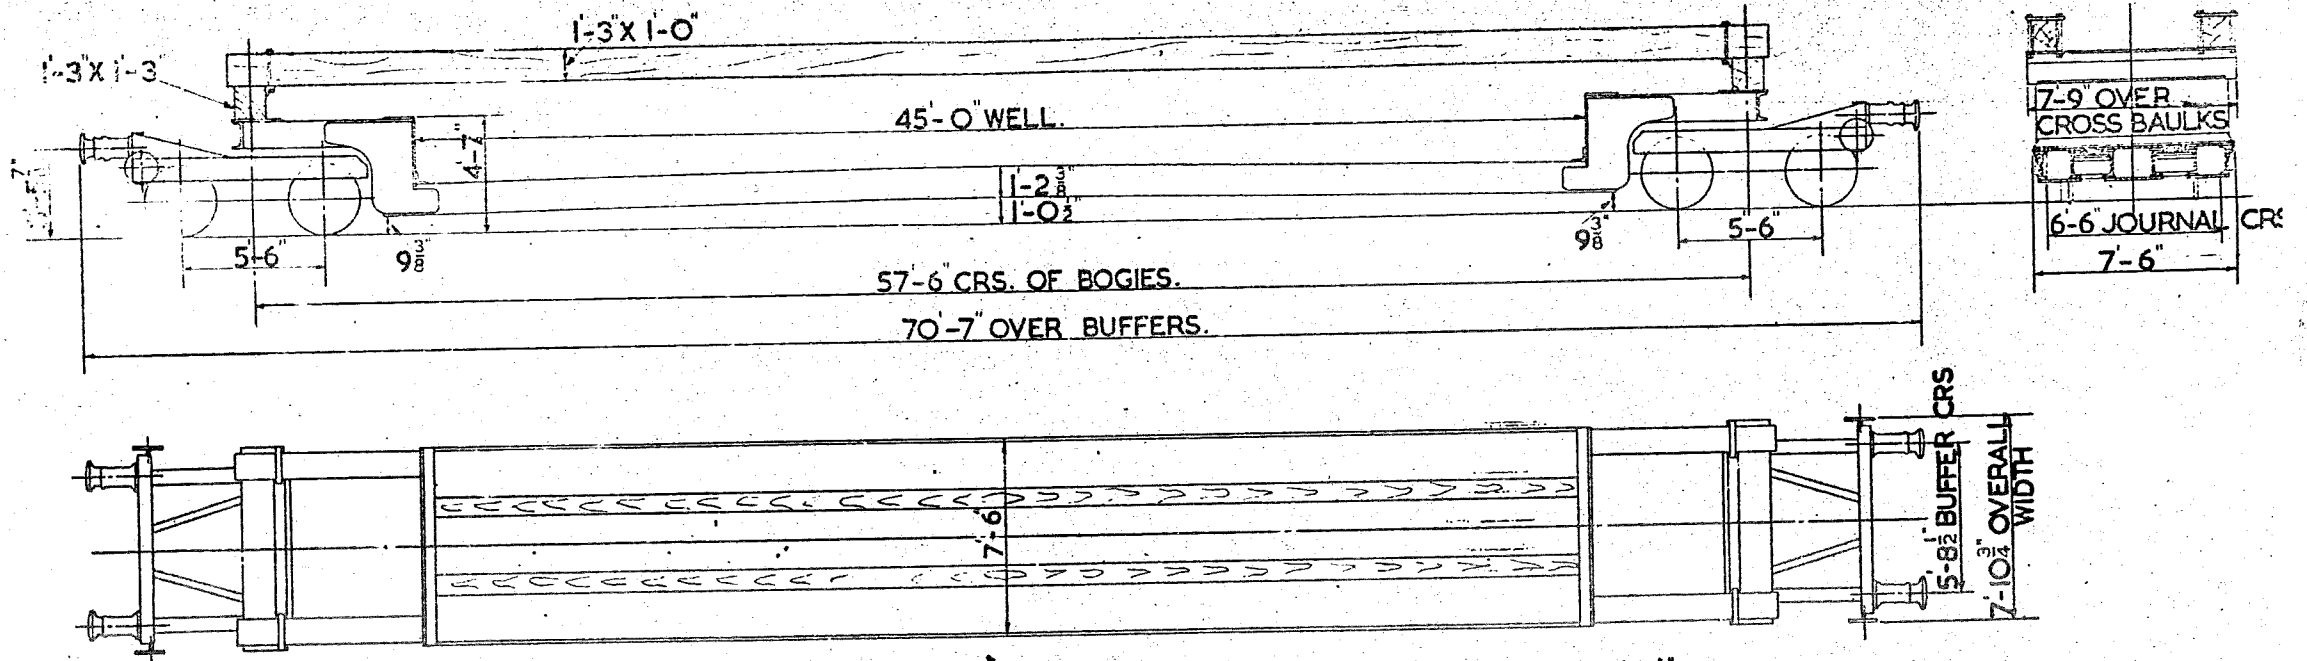 1'-3" X 1'-0"
1'-3" X 1'-3"
45'-0" WELL.
4'-7"
1'-2 3/8"
1'-0 1/2"
9 3/8"
9 3/8"
5'-6"
5'-6"
57'-6" CRS. OF BOGIES.
70'-7" OVER BUFFERS.
7'-9" OVER
CROSS BAULKS
6'-6" JOURNAL CRS
7'-6"
7'-6"
5'-8 1/2" BUFFER CRS
7'-10 3/4" OVERALL
WIDTH